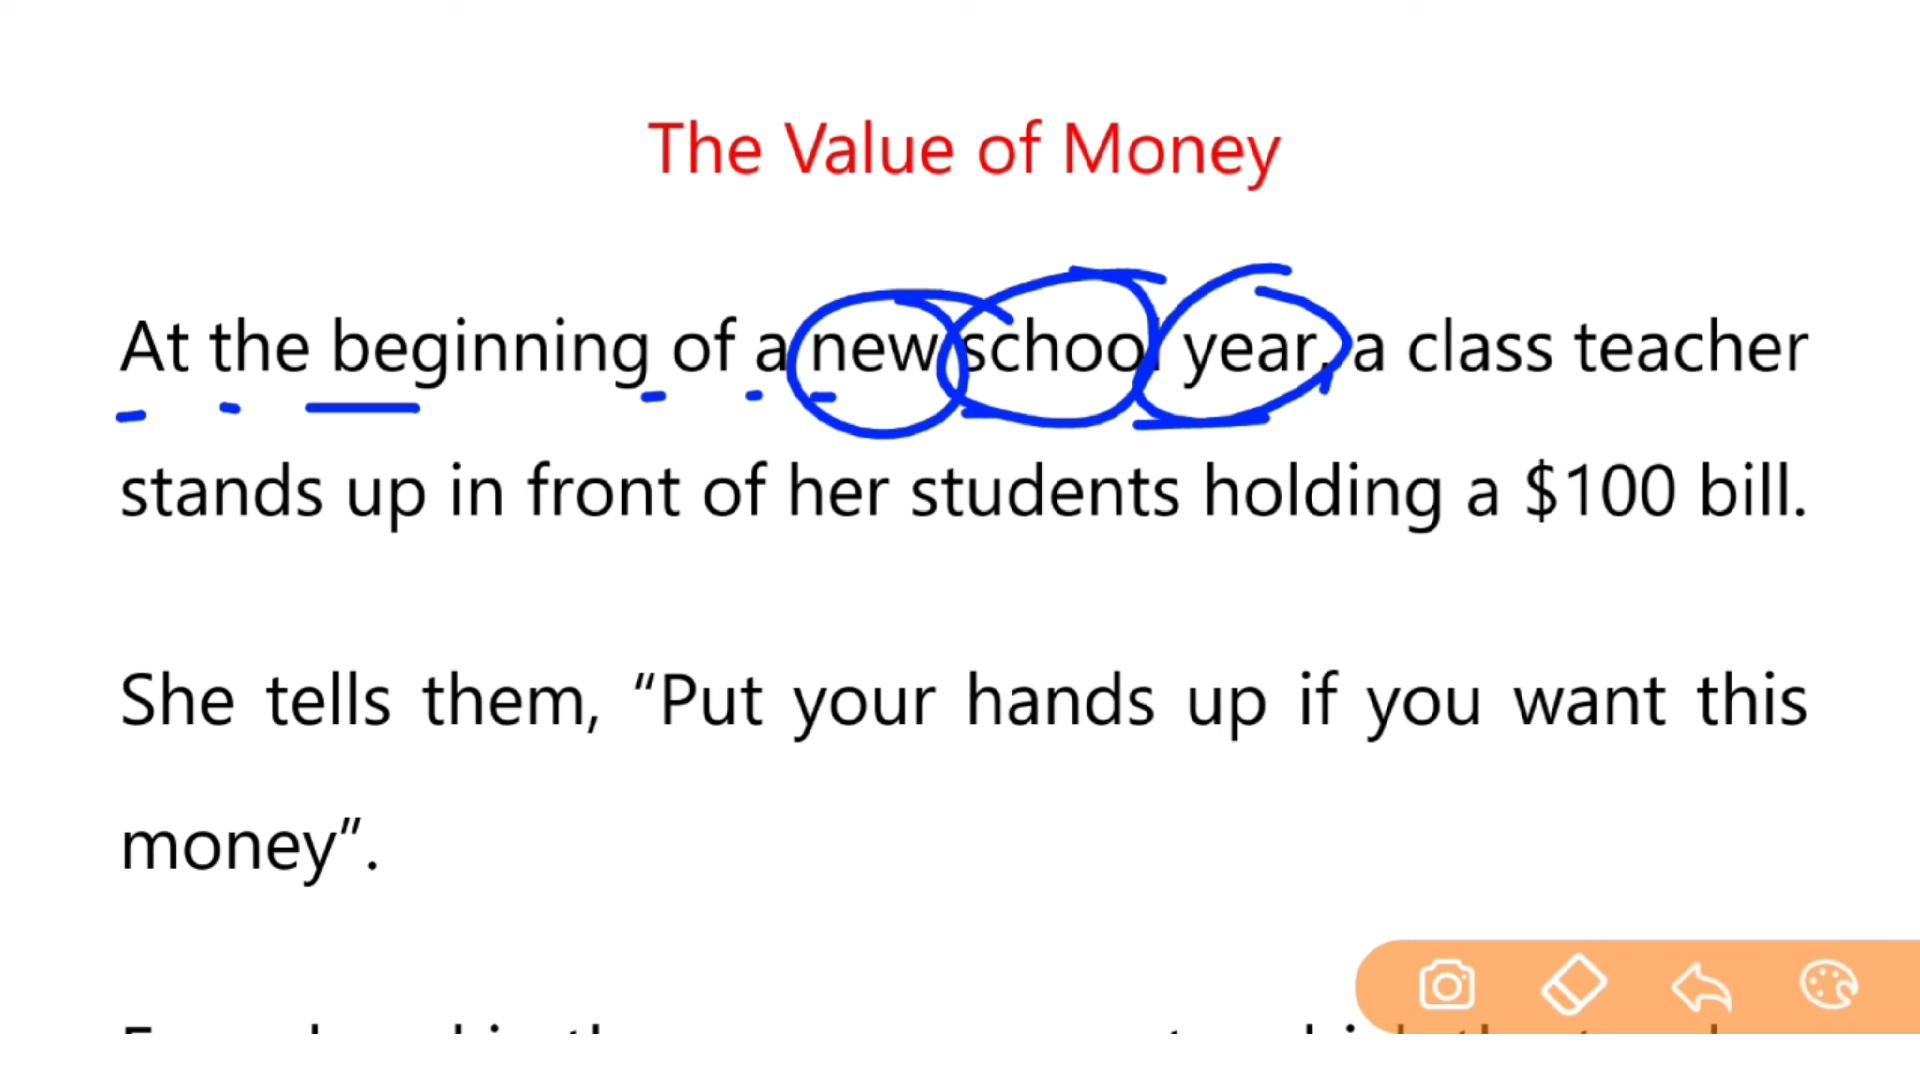 The Value of Money
At the beginning of a new school year, a class teacher
stands up in front of her students holding a $100 bill.
She tells them, “Put your hands up if you want this
money”.